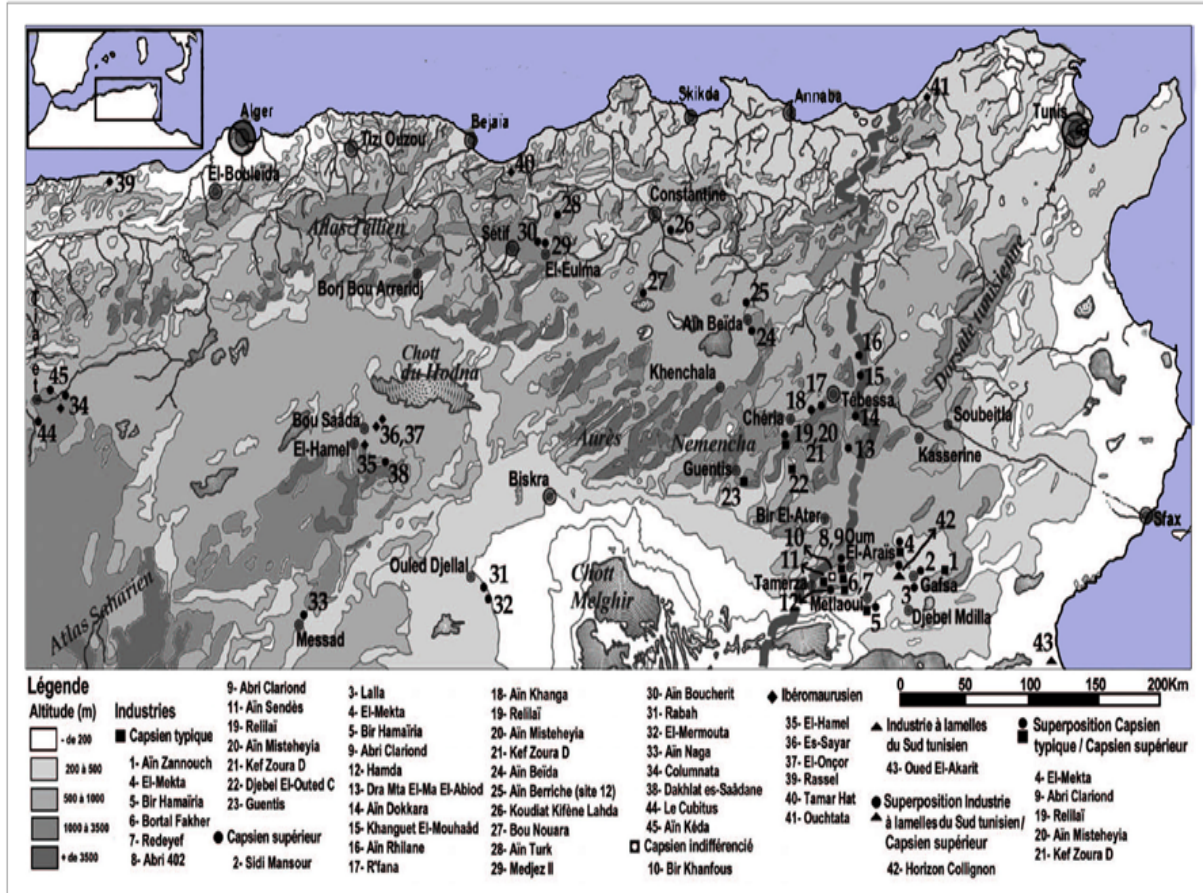 41
Skikda
Annaba
Tunis
Alger
Tizi Ouzou
Bejaia
39
El-Bouleida
40
Constantine
28
26
Atlas Tellien
Sétif
30
29
El-Eulma
Borj Bou Arreridj
27
25
Aïn Beïda
24
Dorsale tunisienne
Tiaret
16
15
Chott
du Hodna
Khenchala
17
Tébessa
45
34
44
18
14
Chéria
Soubeitla
Bou Saâda
36, 37
El-Hamel
35
38
Aurès
Nemencha
19, 20
21
13
Kasserine
Guentis
23
22
Biskra
Sfax
Bir El-Ater
42
10
8
9
Oum
El-Araïs
4
11
2
1
Ouled Djellal
31
32
Chott
Melghir
Tamerza
6, 7
Gafsa
3
12
Métlaoui
5
Djebel Mdilla
33
Messad
Atlas Saharien
43
Légende
Altitude (m)
- de 200
200 à 500
500 à 1000
1000 à 3500
+ de 3500
Industries
Capsien typique
1- Aïn Zannouch
4- El-Mekta
5- Bir Hamaïria
6- Bortal Fakher
7- Redeyef
8- Abri 402
9- Abri Clariond
11- Aïn Sendès
19- Relilaï
20- Aïn Misteheyia
21- Kef Zoura D
22- Djebel El-Outed C
23- Guentis
Capsien supérieur
2- Sidi Mansour
3- Lalla
4- El-Mekta
5- Bir Hamaïria
9- Abri Clariond
12- Hamda
13- Dra Mta El-Ma El-Abiod
14- Aïn Dokkara
15- Khanguet El-Mouhaâd
16- Aïn Rhilane
17- R'fana
18- Aïn Khanga
19- Relilaï
20- Aïn Misteheyia
21- Kef Zoura D
24- Aïn Beïda
25- Aïn Berriche (site 12)
26- Koudiat Kifène Lahda
27- Bou Nouara
28- Aïn Turk
29- Medjez II
30- Aïn Boucherit
31- Rabah
32- El-Mermouta
33- Aïn Naga
34- Columnata
38- Dakhlat es-Saâdane
44- Le Cubitus
45- Aïn Kéda
Capsien indifférencié
10- Bir Khanfous
Ibéromaurusien
35- El-Hamel
36- Es-Sayar
37- El-Onçor
39- Rassel
40- Tamar Hat
41- Ouchtata
0 50 100 150 200Km
Industrie à lamelles
du Sud tunisien
43- Oued El-Akarit
Superposition Industrie
à lamelles du Sud tunisien/
Capsien supérieur
42- Horizon Collignon
Superposition Capsien
typique / Capsien supérieur
4- El-Mekta
9- Abri Clariond
19- Relilaï
20- Aïn Misteheyia
21- Kef Zoura D